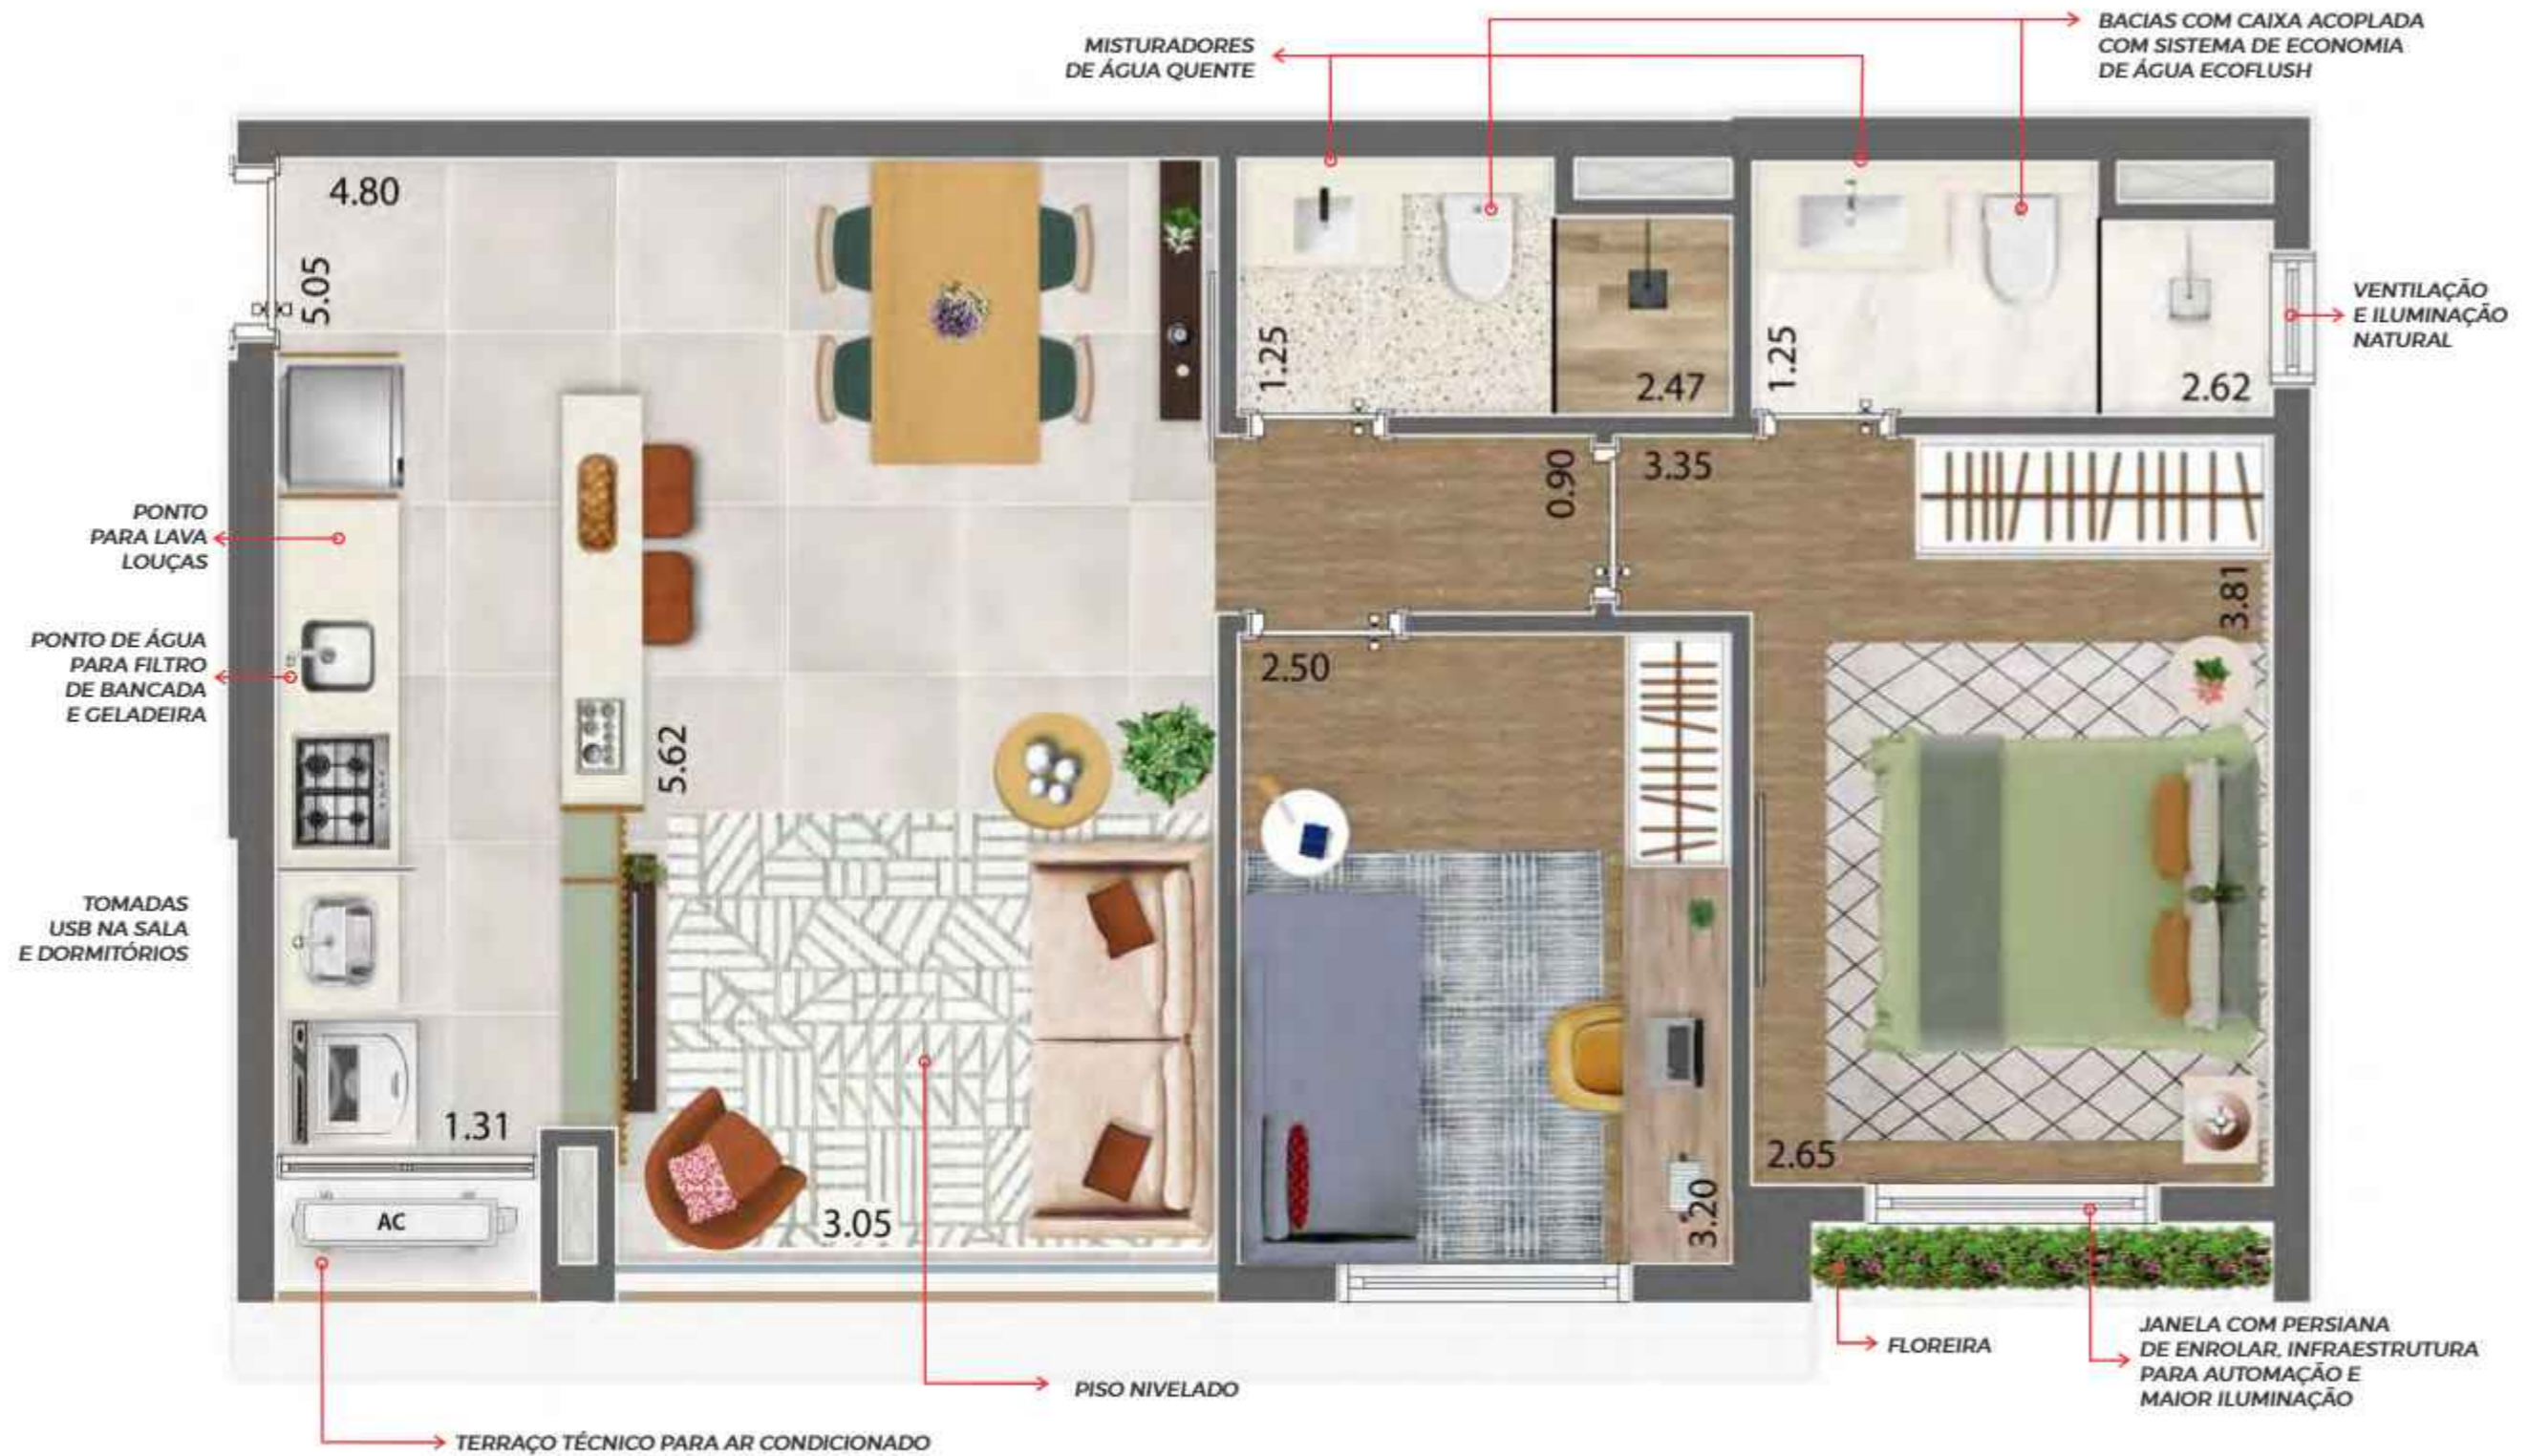 MISTURADORES
DE ÁGUA QUENTE
BACIAS COM CAIXA ACOPLADA
COM SISTEMA DE ECONOMIA
DE ÁGUA ECOFLUSH
4.80
5.05
1.25
2.47
1.25
2.62
VENTILAÇÃO
E ILUMINAÇÃO
NATURAL
0.90
3.35
PONTO
PARA LAVA
LOUÇAS
3.81
PONTO DE ÁGUA
PARA FILTRO
DE BANCADA
E GELADEIRA
2.50
5.62
TOMADAS
USB NA SALA
E DORMITÓRIOS
1.31
2.65
AC
3.05
3.20
FLOREIRA
JANELA COM PERSIANA
DE ENROLAR, INFRAESTRUTURA
PARA AUTOMAÇÃO E
MAIOR ILUMINAÇÃO
PISO NIVELADO
TERRAÇO TÉCNICO PARA AR CONDICIONADO